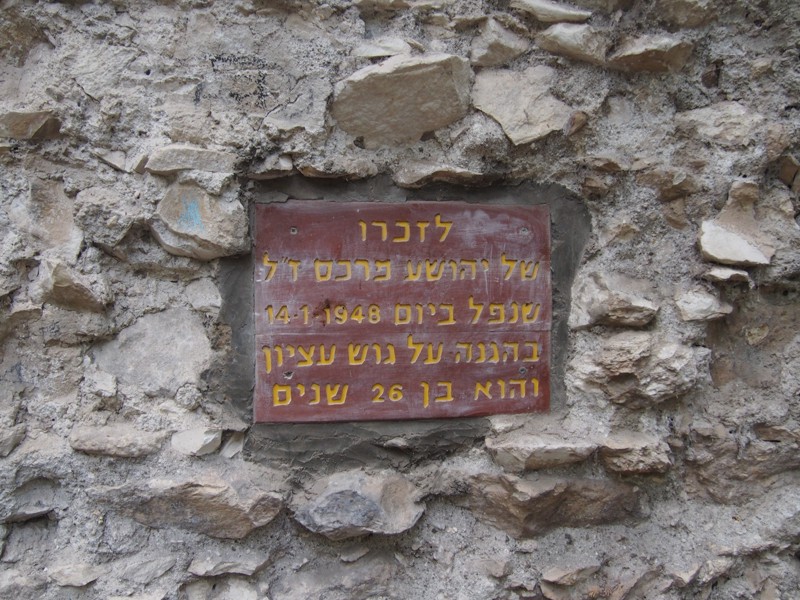 לזכרו
של יהושע מרכס ז"ל
שנפל ביום 14-1-1948
בהגנה על גוש עציון
והוא בן 26 שנים